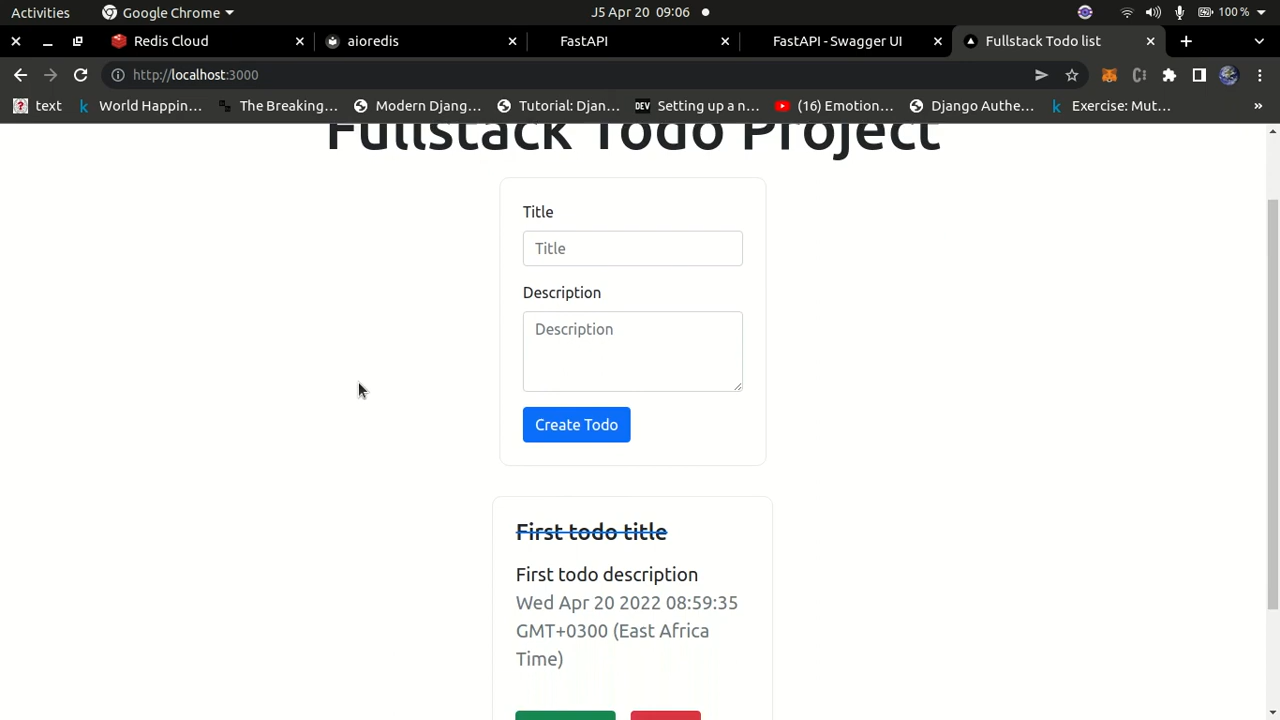 Activities
Google Chrome
J5 Apr 20 09:06
100 %
Redis Cloud
aioredis
FastAPI
FastAPI - Swagger UI
Fullstack Todo list
http://localhost:3000
text
World Happin...
The Breaking...
Modern Djang...
Tutorial: Djan...
DEV
Setting up a n...
(16) Emotion...
Django Authe...
Exercise: Mut...
»
Fullstack Todo Project
Title
Title
Description
Description
Create Todo
First todo title
First todo description
Wed Apr 20 2022 08:59:35
GMT+0300 (East Africa
Time)